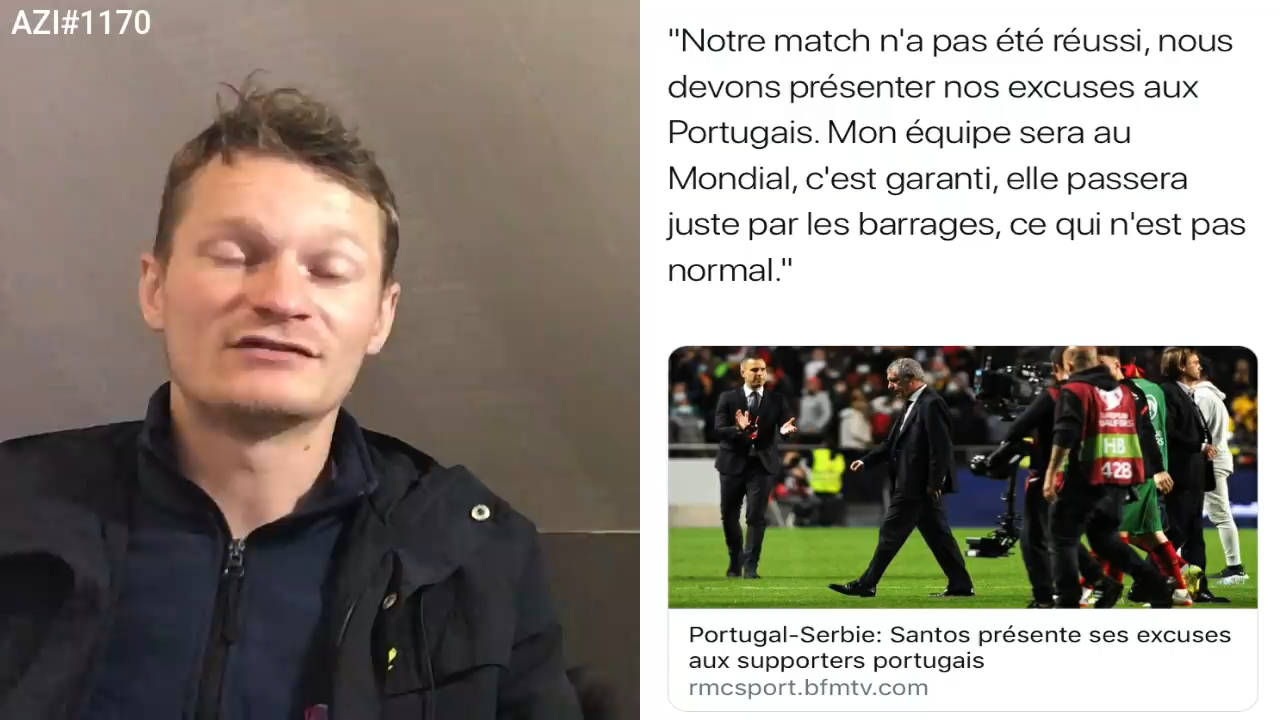 AZI#1170
"Notre match n'a pas été réussi, nous
devons présenter nos excuses aux
Portugais. Mon équipe sera au
Mondial, c'est garanti, elle passera
juste par les barrages, ce qui n'est pas
normal."
HB
428
Portugal-Serbie: Santos présente ses excuses
aux supporters portugais
rmcsport.bfmtv.com